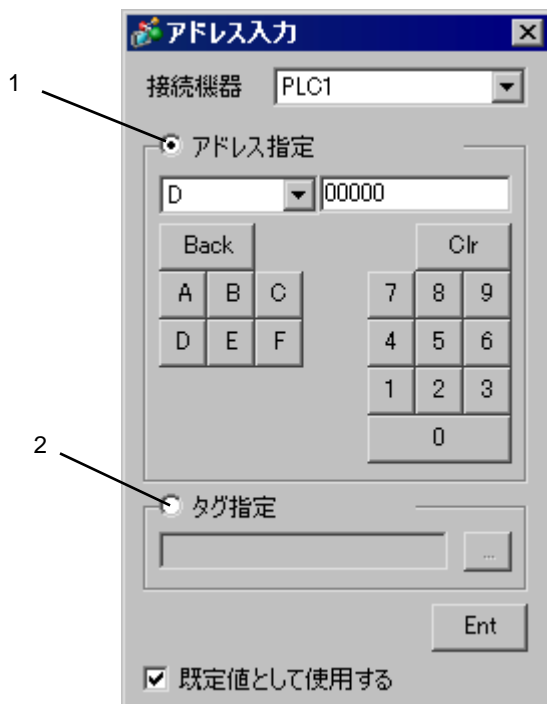 アドレス入力
接続機器 PLC1
1
アドレス指定
D 00000
Back Clr
A B C 7 8 9
D E F 4 5 6
1 2 3
0
2
タグ指定
...
Ent
既定値として使用する